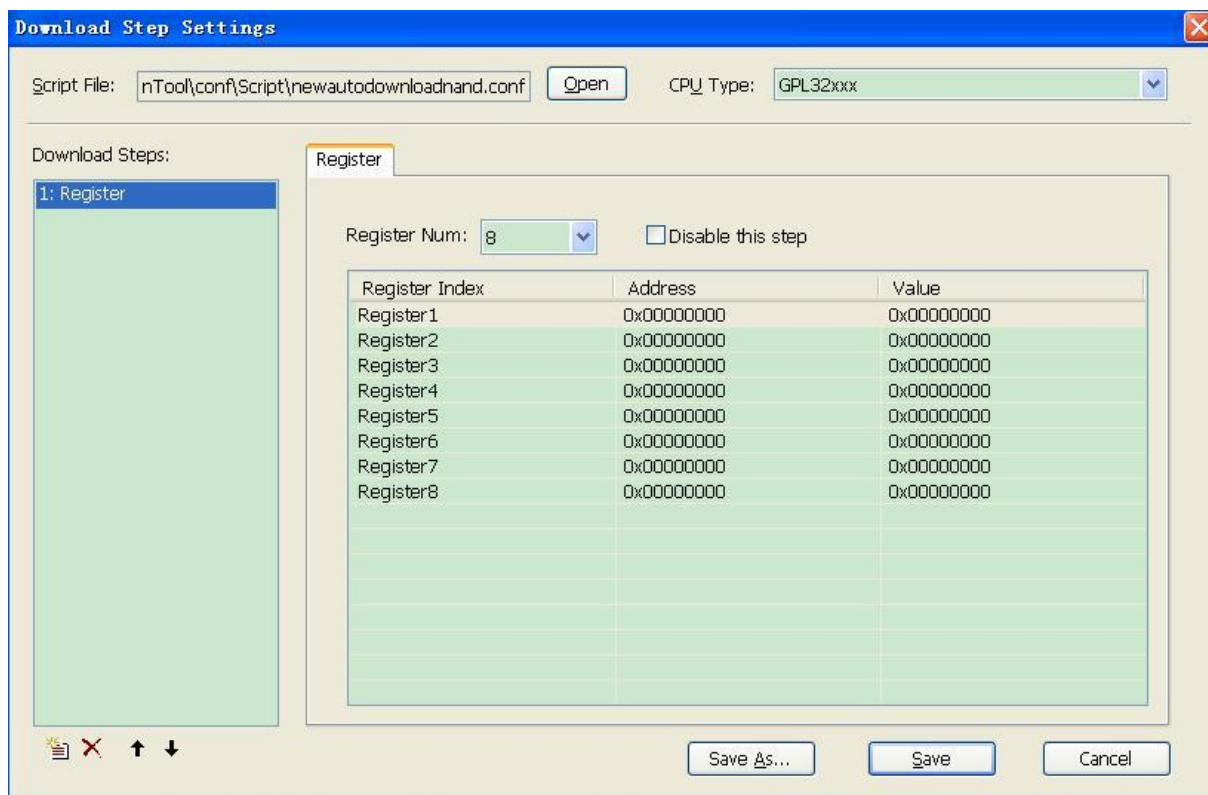 Download Step Settings
Script File: nTool\conf\Script\newautodownloadnand.conf Open CPU Type: GPL32xxx
Download Steps:
1: Register
Register
Register Num: 8 Disable this step
Register Index Address Value
Register1 0x00000000 0x00000000
Register2 0x00000000 0x00000000
Register3 0x00000000 0x00000000
Register4 0x00000000 0x00000000
Register5 0x00000000 0x00000000
Register6 0x00000000 0x00000000
Register7 0x00000000 0x00000000
Register8 0x00000000 0x00000000
Save As... Save Cancel